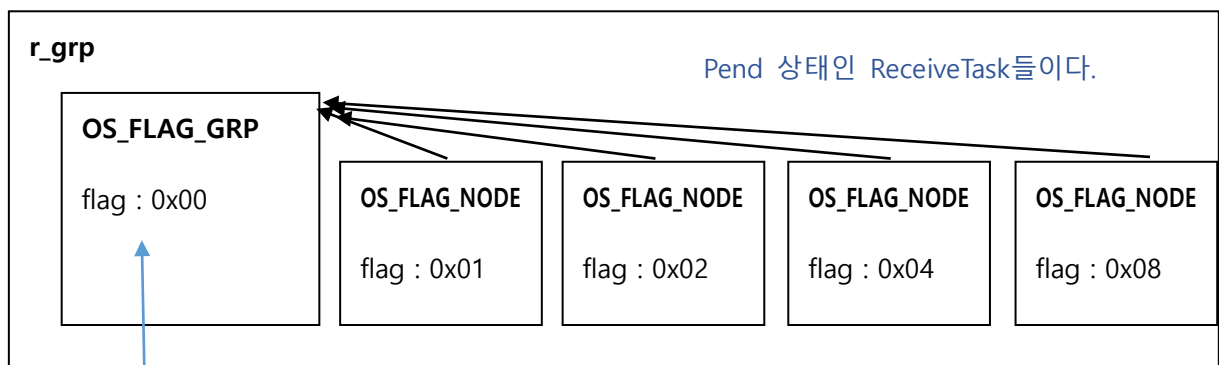 r_grp
Pend 상태인 ReceiveTask들이다.
OS_FLAG_GRP
flag : 0x00
OS_FLAG_NODE
flag : 0x01
OS_FLAG_NODE
flag : 0x02
OS_FLAG_NODE
flag : 0x04
OS_FLAG_NODE
flag : 0x08